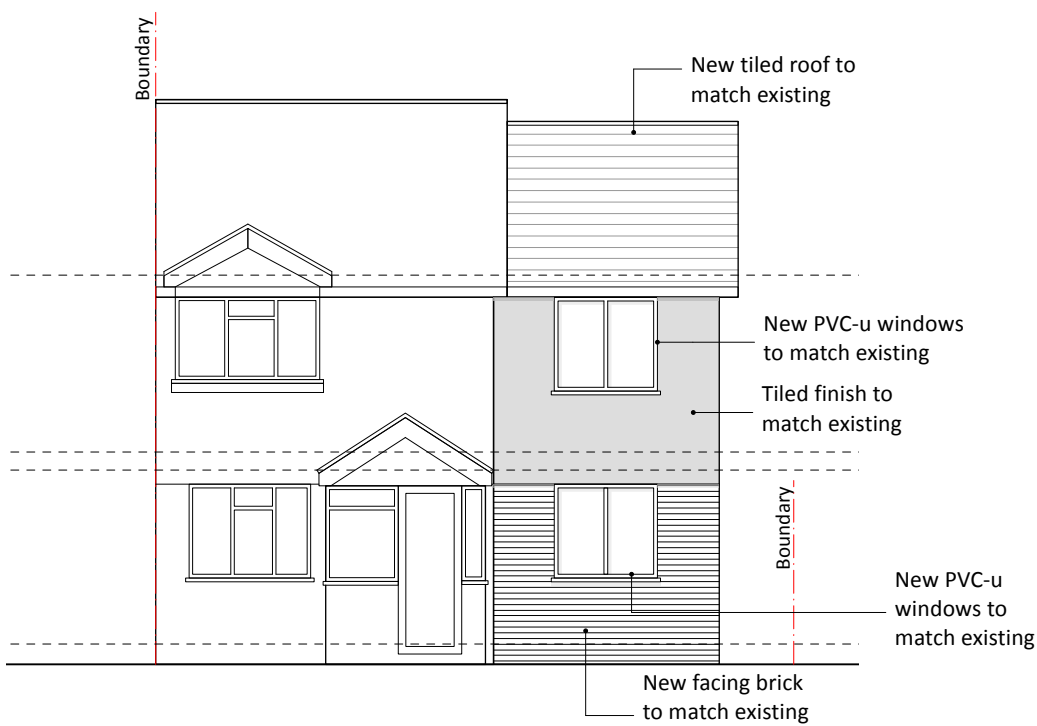 Boundary
New tiled roof to
match existing
New PVC-u windows
to match existing
Tiled finish to
match existing
Boundary
New PVC-u
windows to
match existing
New facing brick
to match existing